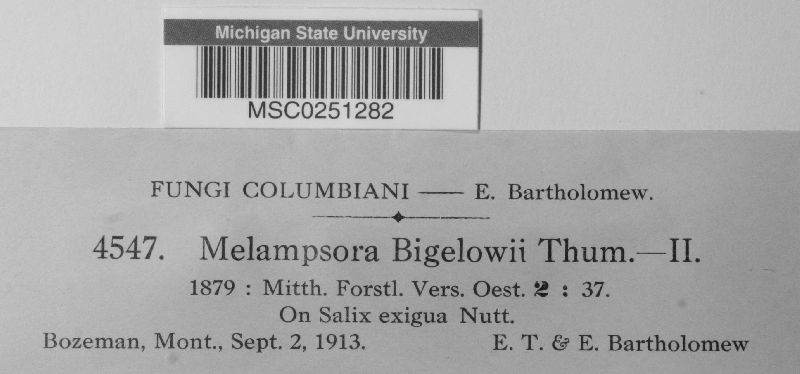 Michigan State University
MSC0251282
FUNGI COLUMBIANI — E. Bartholomew.
4547. Melampsora Bigelowii Thum.—II.
1879 : Mitth. Forstl. Vers. Oest. 2 : 37.
On Salix exigua Nutt.
Bozeman, Mont., Sept. 2, 1913. E. T. & E. Bartholomew